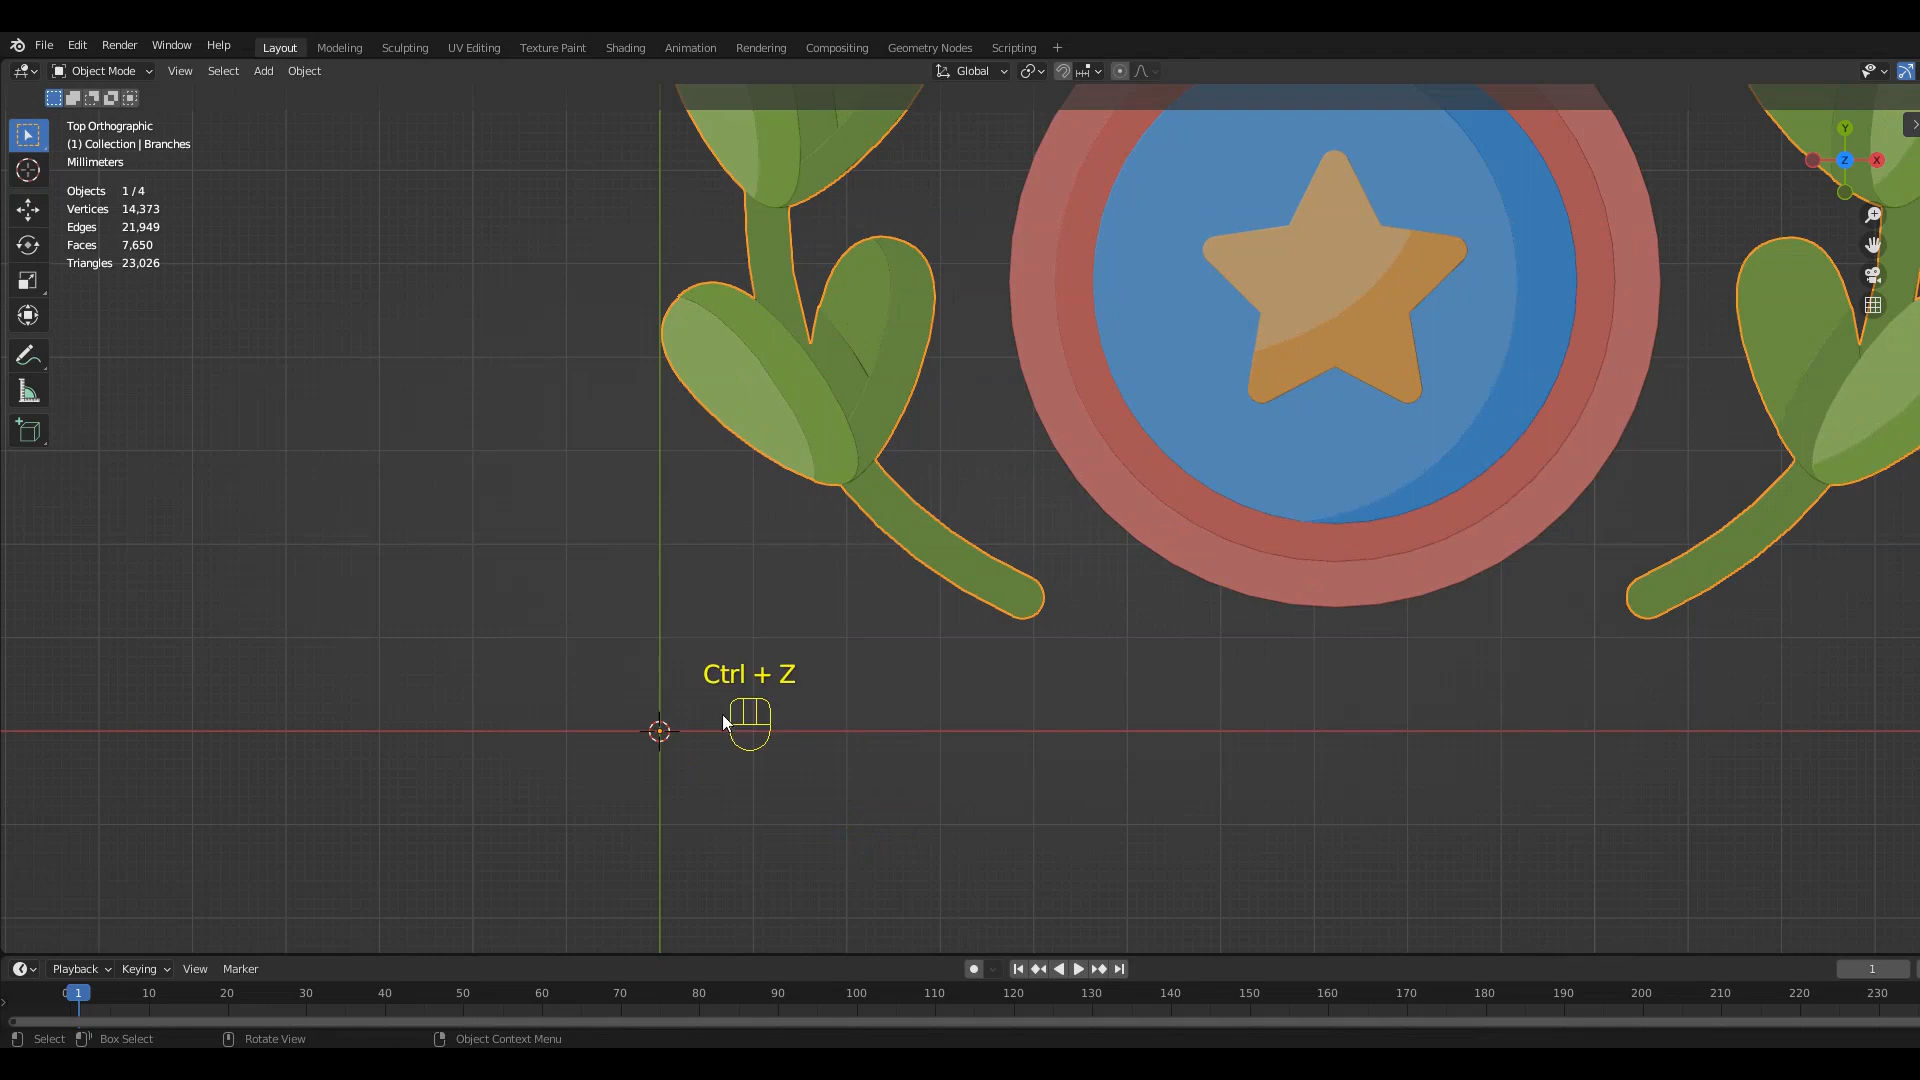 File Edit Render Window Help
Layout Modeling Sculpting UV Editing Texture Paint Shading Animation Rendering Compositing Geometry Nodes Scripting +
Object Mode View Select Add Object Global
Top Orthographic
(1) Collection | Branches
Millimeters
Objects 1 / 4
Vertices 14,373
Edges 21,949
Faces 7,650
Triangles 23,026
Y
Z X
Ctrl + Z
Playback Keying View Marker 1
0 1 10 20 30 40 50 60 70 80 90 100 110 120 130 140 150 160 170 180 190 200 210 220 230
Select Box Select Rotate View Object Context Menu